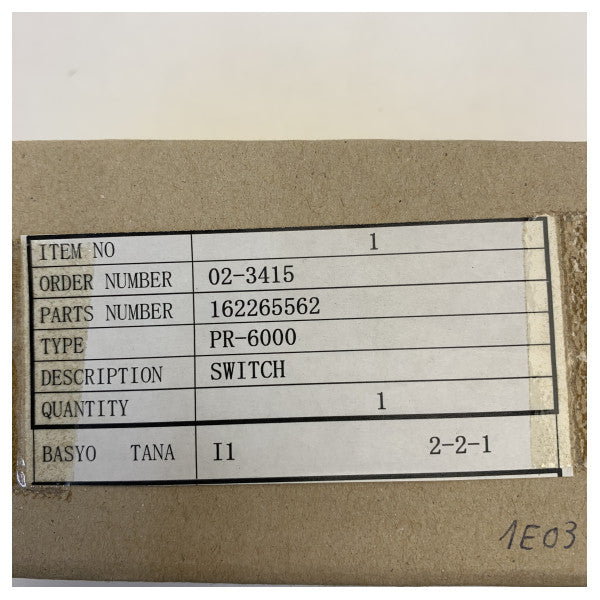 ITEM NO 1
ORDER NUMBER 02-3415
PARTS NUMBER 162265562
TYPE PR-6000
DESCRIPTION SWITCH
QUANTITY 1
BASYO TANA I1 2-2-1
1E03